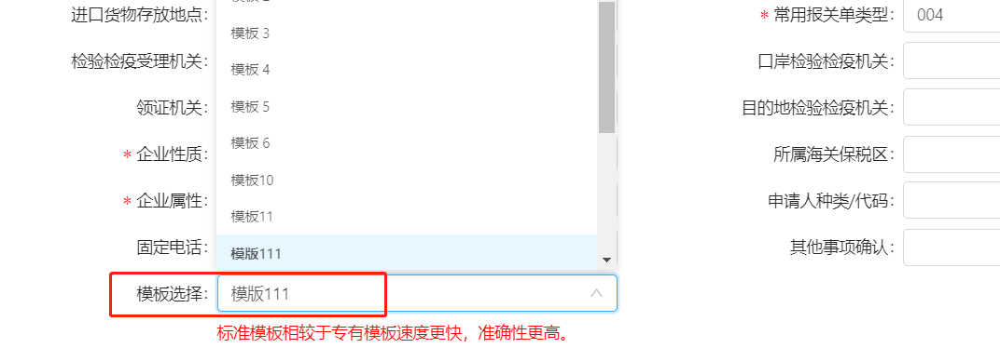 进口货物存放地点:
模板 3
* 常用报关单类型: 004
检验检疫受理机关:
模板 4
口岸检验检疫机关:
领证机关:
模板 5
目的地检验检疫机关:
* 企业性质:
模板 6
所属海关保税区:
* 企业属性:
模板10
申请人种类/代码:
模板11
固定电话:
模版111
其他事项确认:
模板选择: 模版111
标准模板相较于专有模板速度更快，准确性更高。